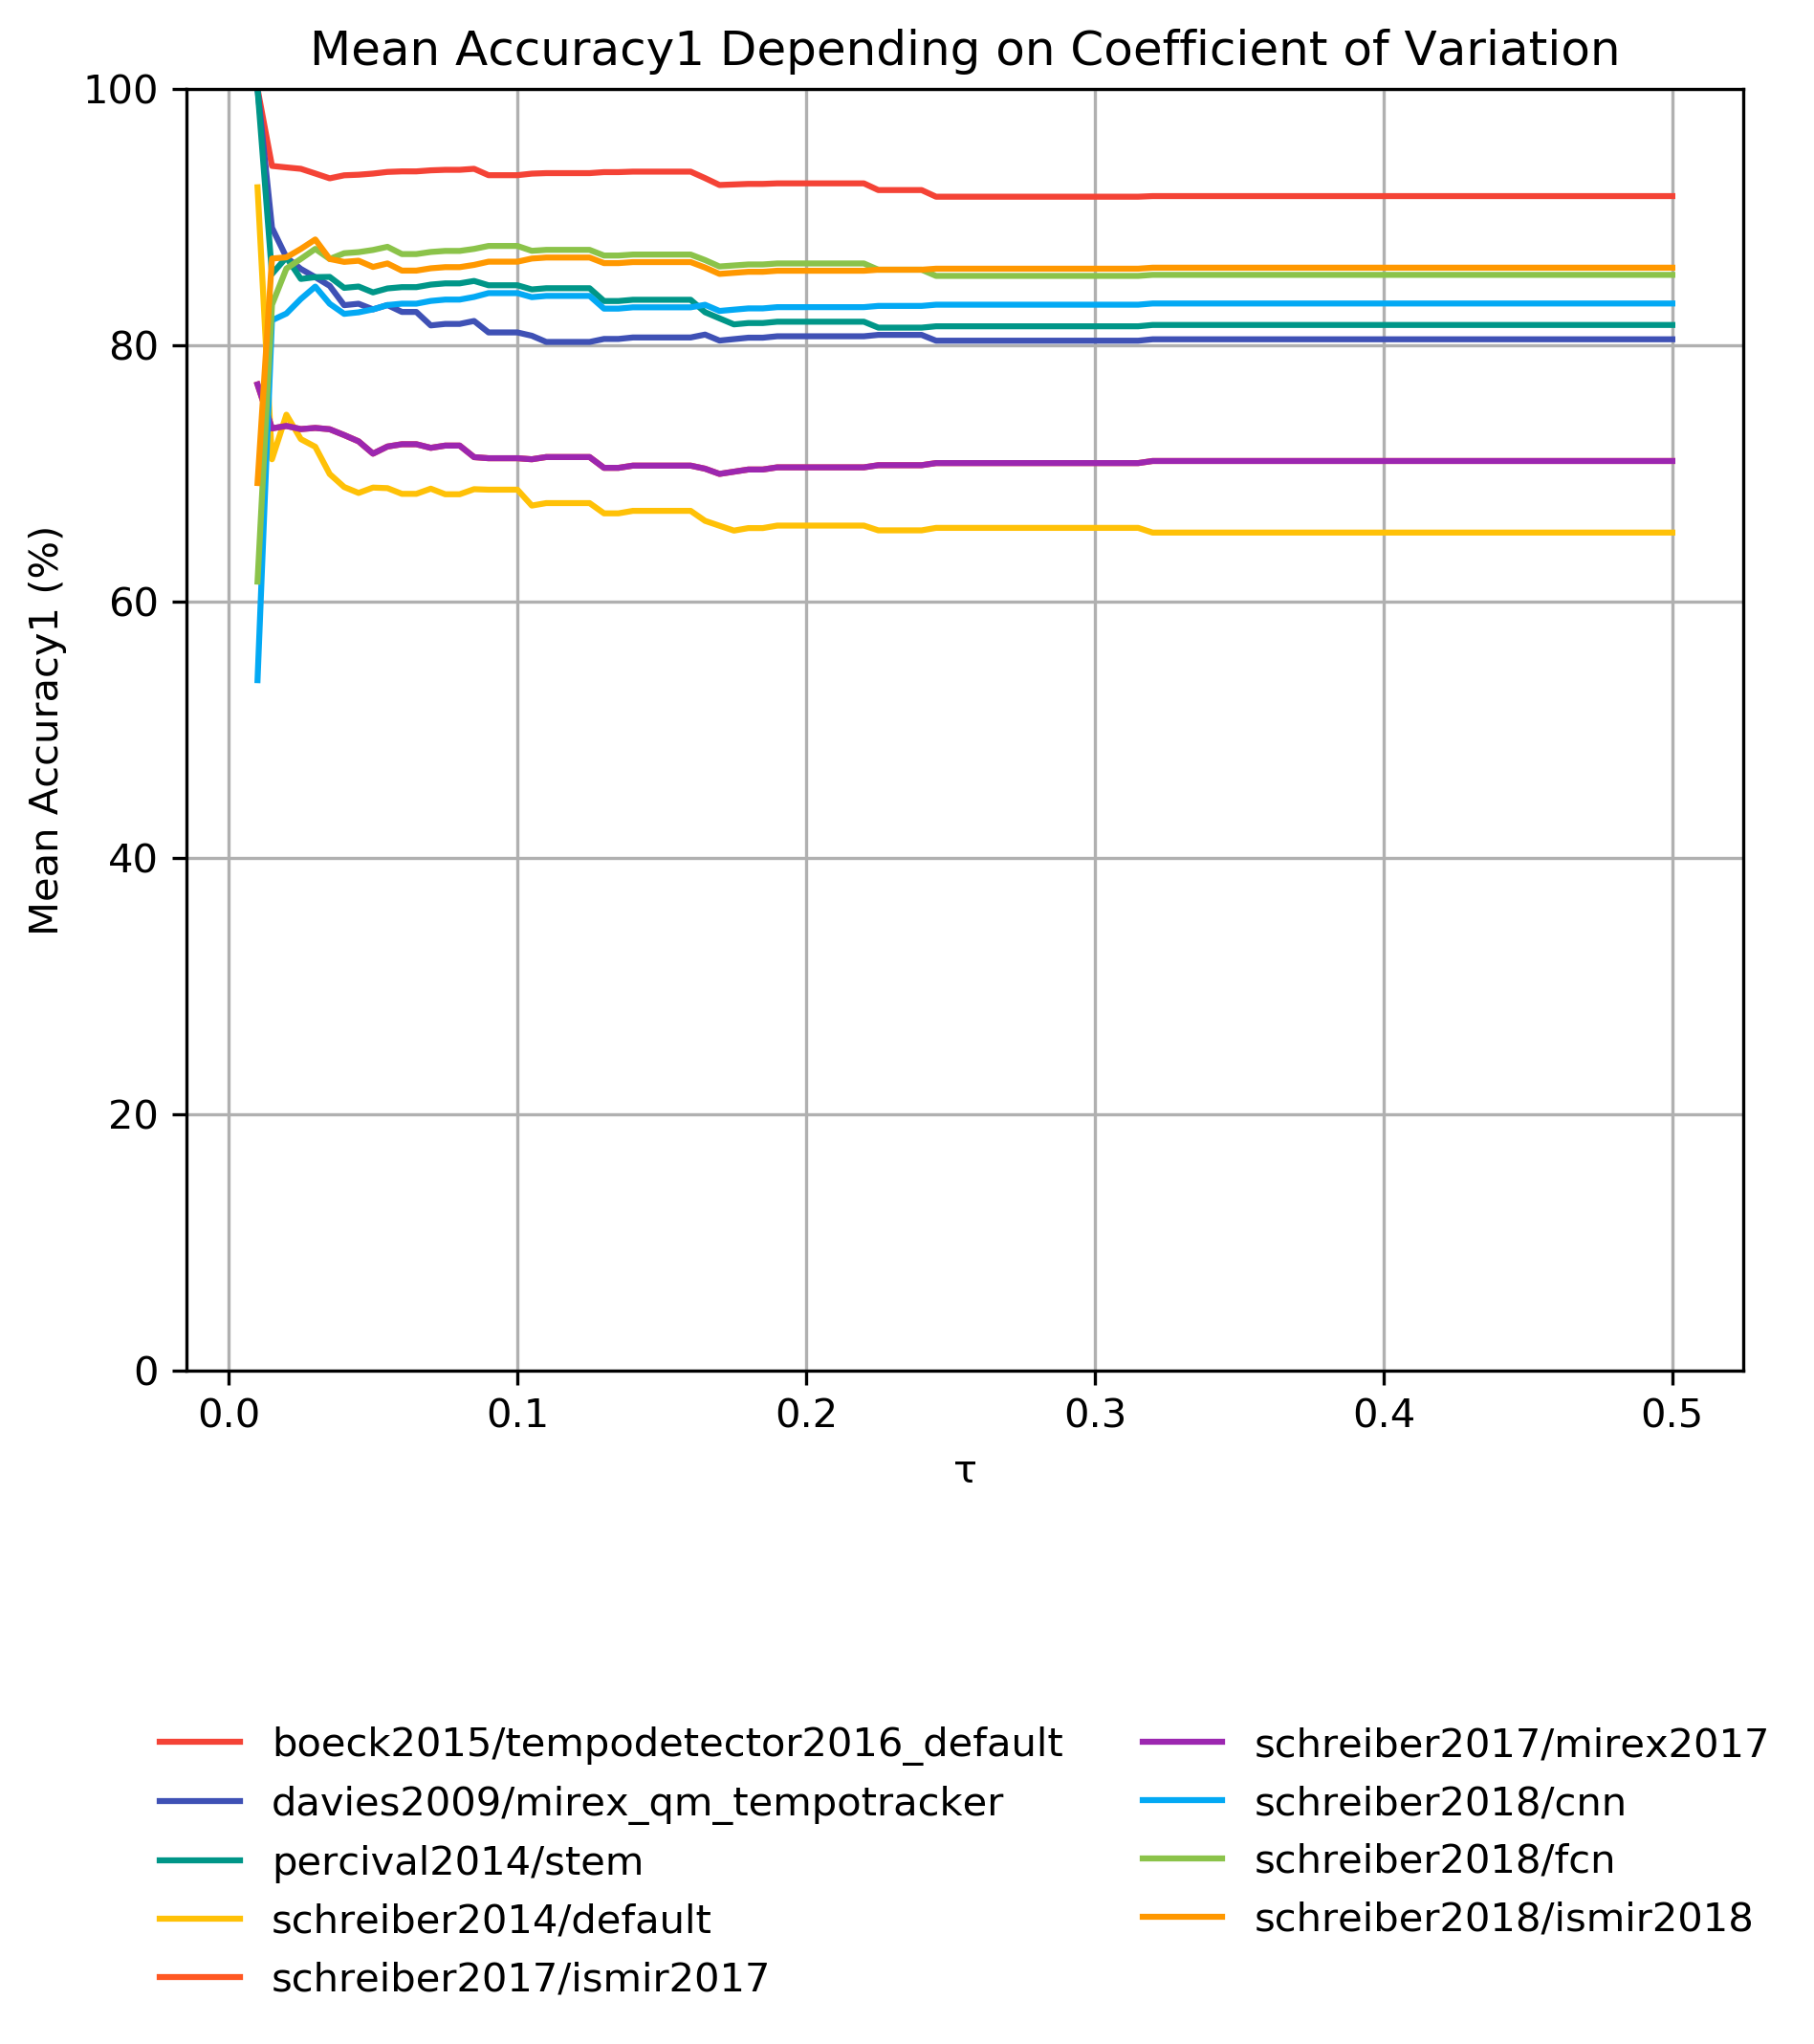 Mean Accuracy1 Depending on Coefficient of Variation
Mean Accuracy1 (%)
100
80
60
40
20
0
0.0 0.1 0.2 0.3 0.4 0.5
τ
boeck2015/tempodetector2016_default
davies2009/mirex_qm_tempotracker
percival2014/stem
schreiber2014/default
schreiber2017/ismir2017
schreiber2017/mirex2017
schreiber2018/cnn
schreiber2018/fcn
schreiber2018/ismir2018